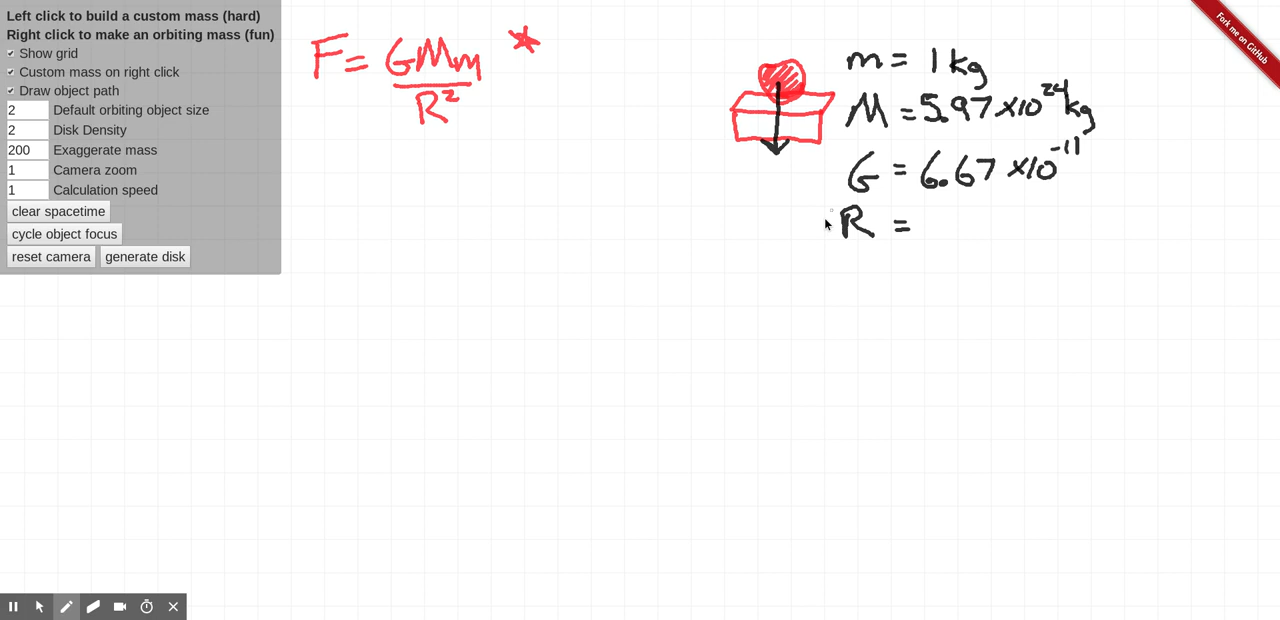 Left click to build a custom mass (hard)
Right click to make an orbiting mass (fun)
Show grid
Custom mass on right click
Draw object path
2 Default orbiting object size
2 Disk Density
200 Exaggerate mass
1 Camera zoom
1 Calculation speed
clear spacetime
cycle object focus
reset camera generate disk
F = GMm / R²
m = 1 kg
M = 5.97 × 10²⁴ kg
G = 6.67 × 10⁻¹¹
R =
Fork me on GitHub